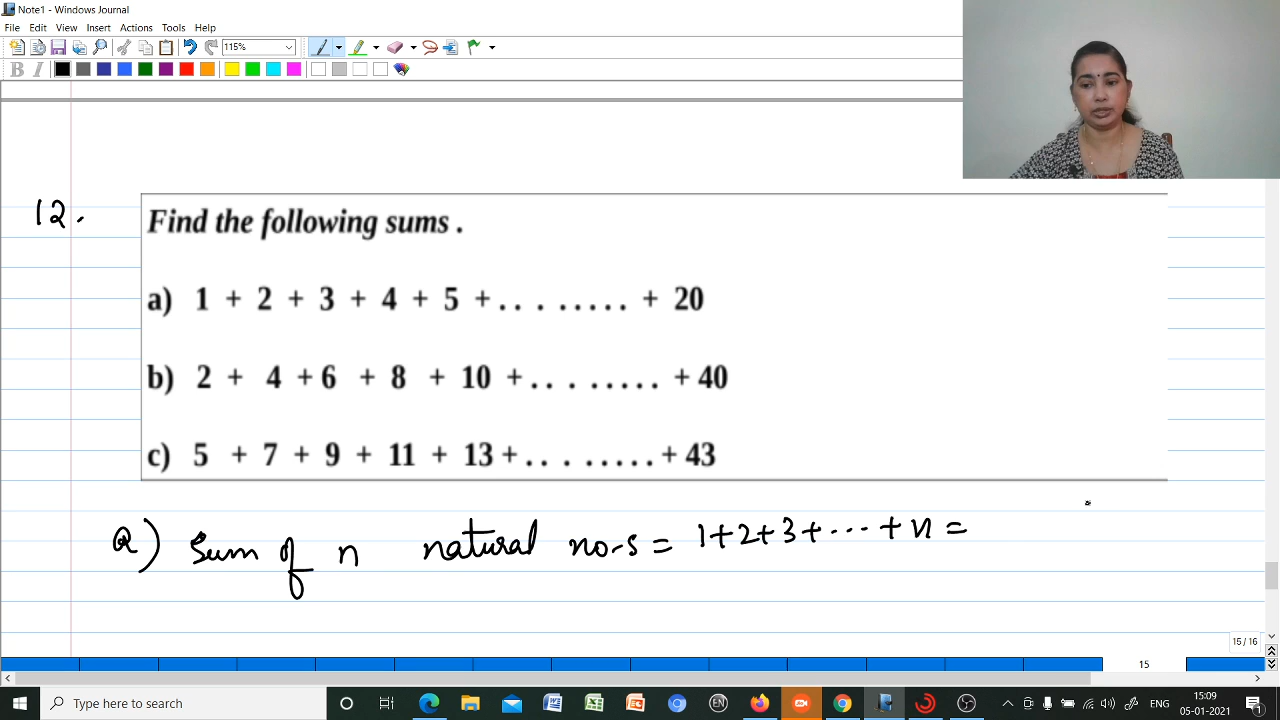 Note1 - Windows Journal
File Edit View Insert Actions Tools Help
115%
B I
12.
Find the following sums .
a) 1 + 2 + 3 + 4 + 5 + . . . . . . . . . + 20
b) 2 + 4 + 6 + 8 + 10 + . . . . . . . . . + 40
c) 5 + 7 + 9 + 11 + 13 + . . . . . . . . . + 43
a) Sum of n natural no-s = 1+2+3+ ... + n =
15 / 16
15
Type here to search
EN
15:09
05-01-2021